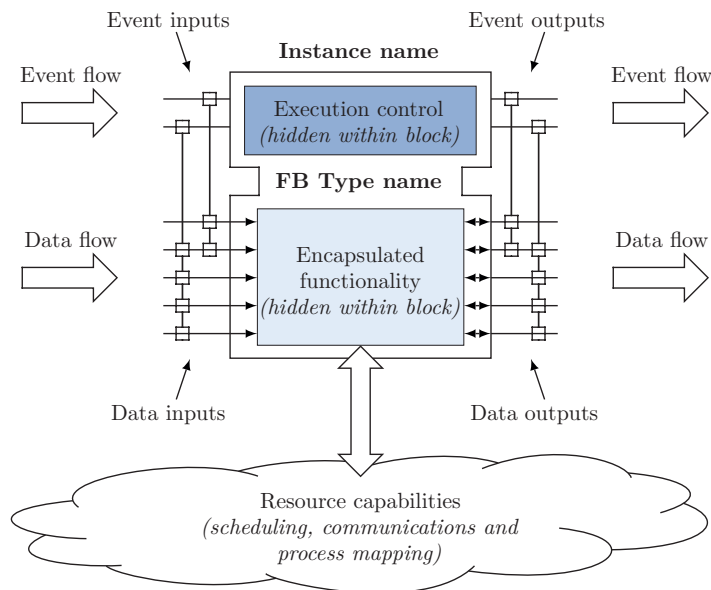 Event inputs
Event outputs
Instance name
Event flow
Event flow
Execution control
(hidden within block)
FB Type name
Data flow
Data flow
Encapsulated
functionality
(hidden within block)
Data inputs
Data outputs
Resource capabilities
(scheduling, communications and
process mapping)